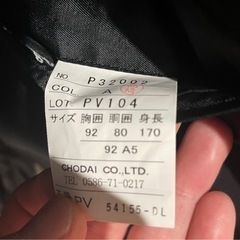 NO. P32002
COL. A
LOT. PV104
サイズ 胸囲 胴囲 身長
92 80 170
92 A5
CHODAI CO.,LTD.
TEL 0586-71-0217
PV 54155-DL